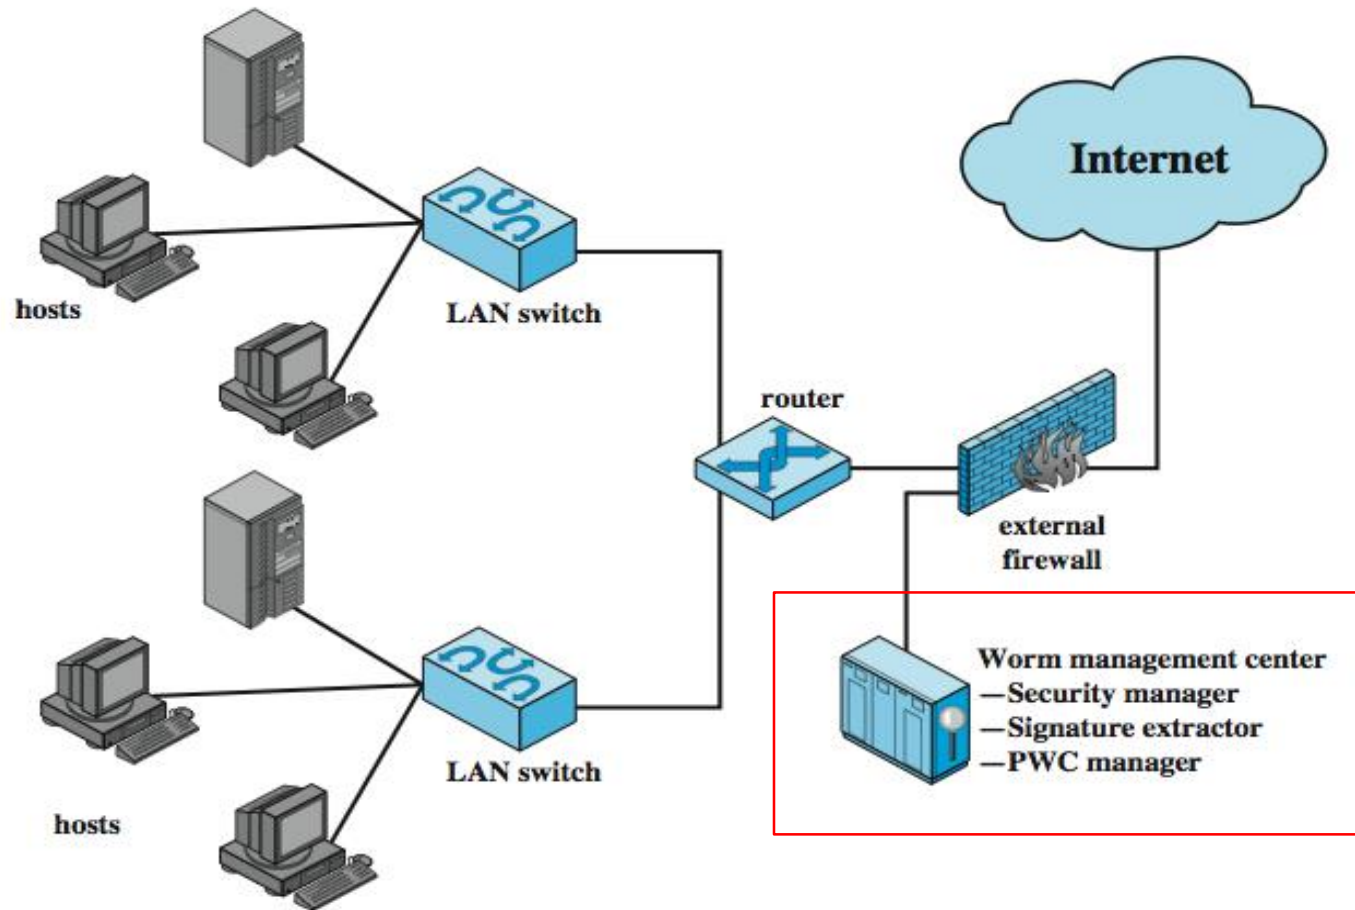 Internet
hosts
LAN switch
router
external
firewall
Worm management center
—Security manager
—Signature extractor
—PWC manager
LAN switch
hosts